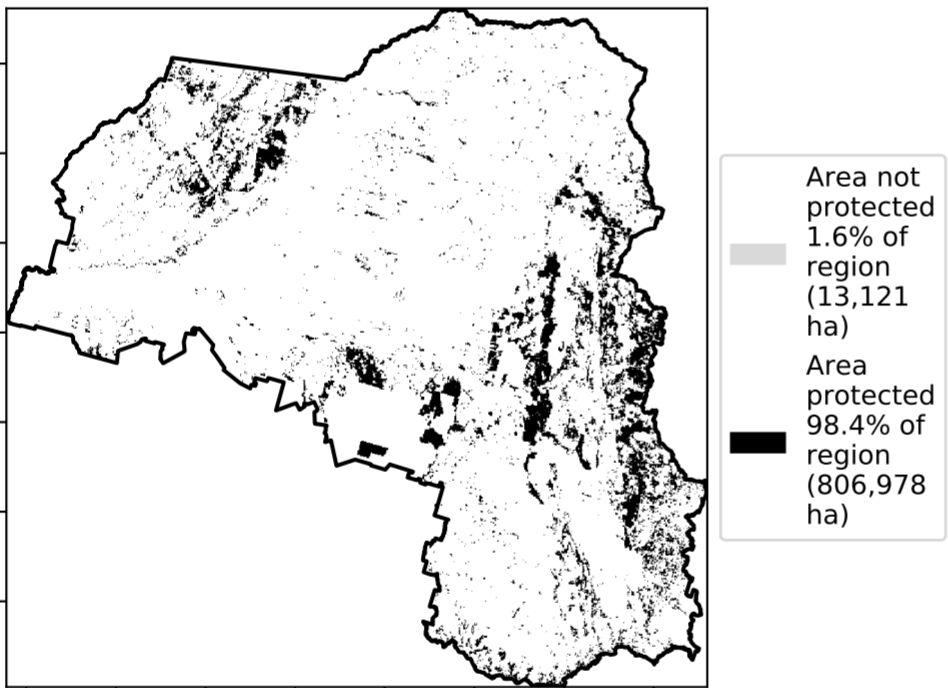 Area not
protected
1.6% of
region
(13,121
ha)
Area
protected
98.4% of
region
(806,978
ha)